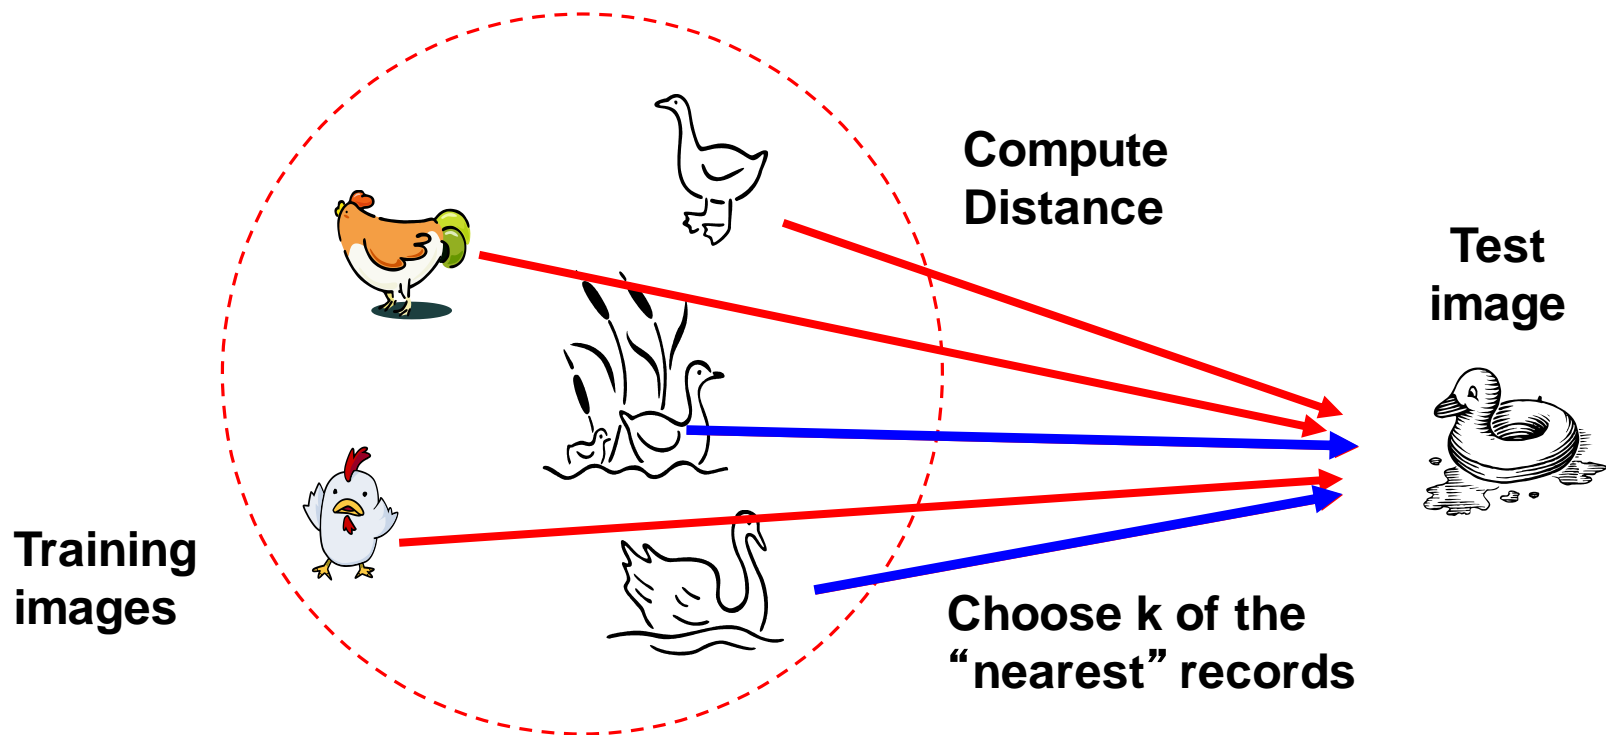 Compute
Distance
Test
image
Training
images
Choose k of the
“nearest” records